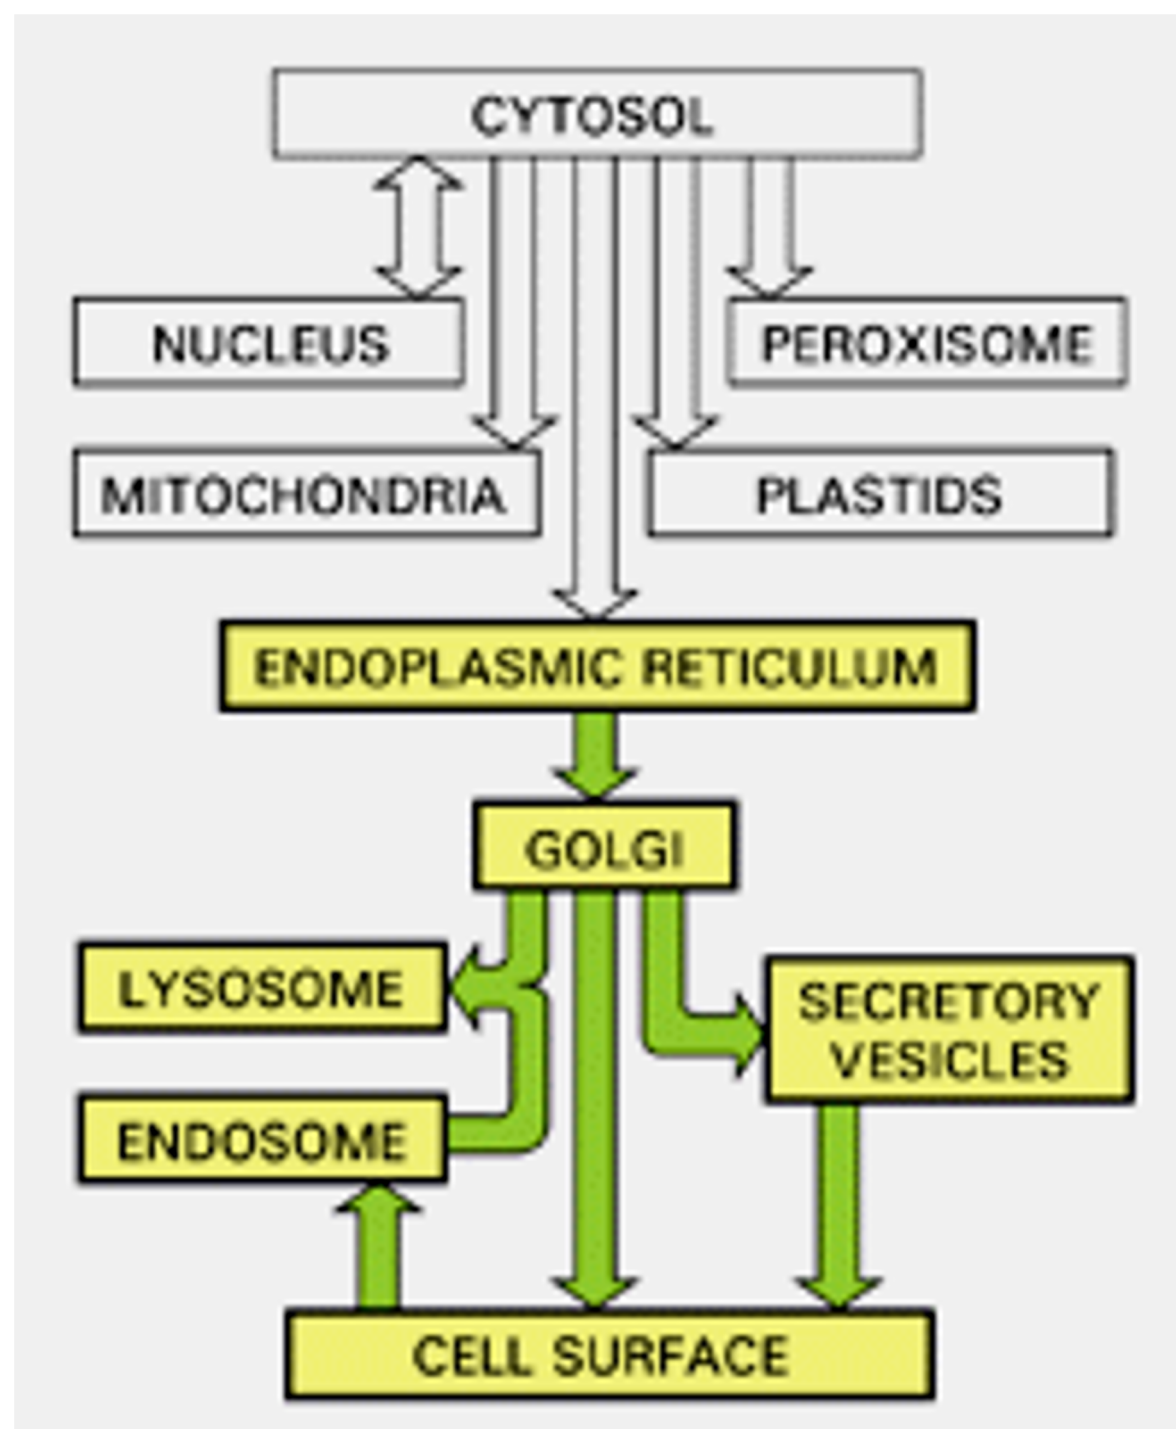 CYTOSOL
NUCLEUS
PEROXISOME
MITOCHONDRIA
PLASTIDS
ENDOPLASMIC RETICULUM
GOLGI
LYSOSOME
SECRETORY
VESICLES
ENDOSOME
CELL SURFACE